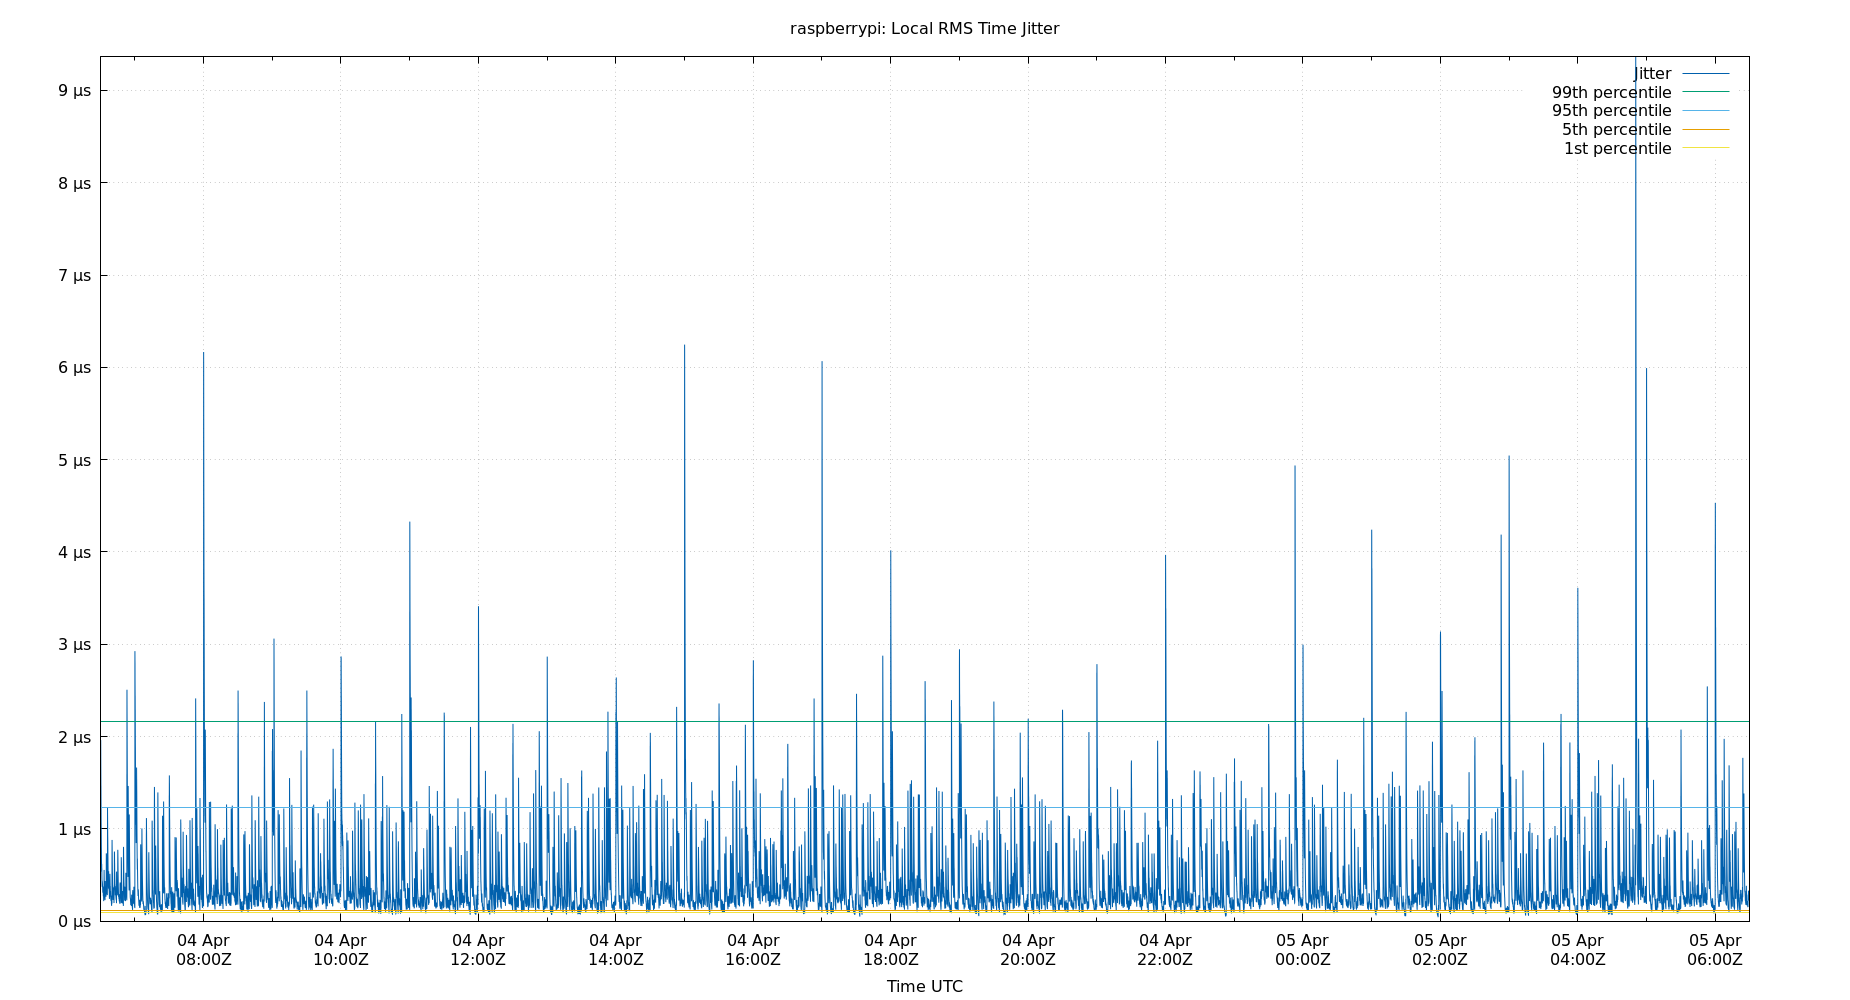 raspberrypi: Local RMS Time Jitter
Jitter
99th percentile
95th percentile
5th percentile
1st percentile
9 µs
8 µs
7 µs
6 µs
5 µs
4 µs
3 µs
2 µs
1 µs
0 µs
04 Apr 04 Apr 04 Apr 04 Apr 04 Apr 04 Apr 04 Apr 04 Apr 05 Apr 05 Apr 05 Apr 05 Apr
08:00Z 10:00Z 12:00Z 14:00Z 16:00Z 18:00Z 20:00Z 22:00Z 00:00Z 02:00Z 04:00Z 06:00Z
Time UTC